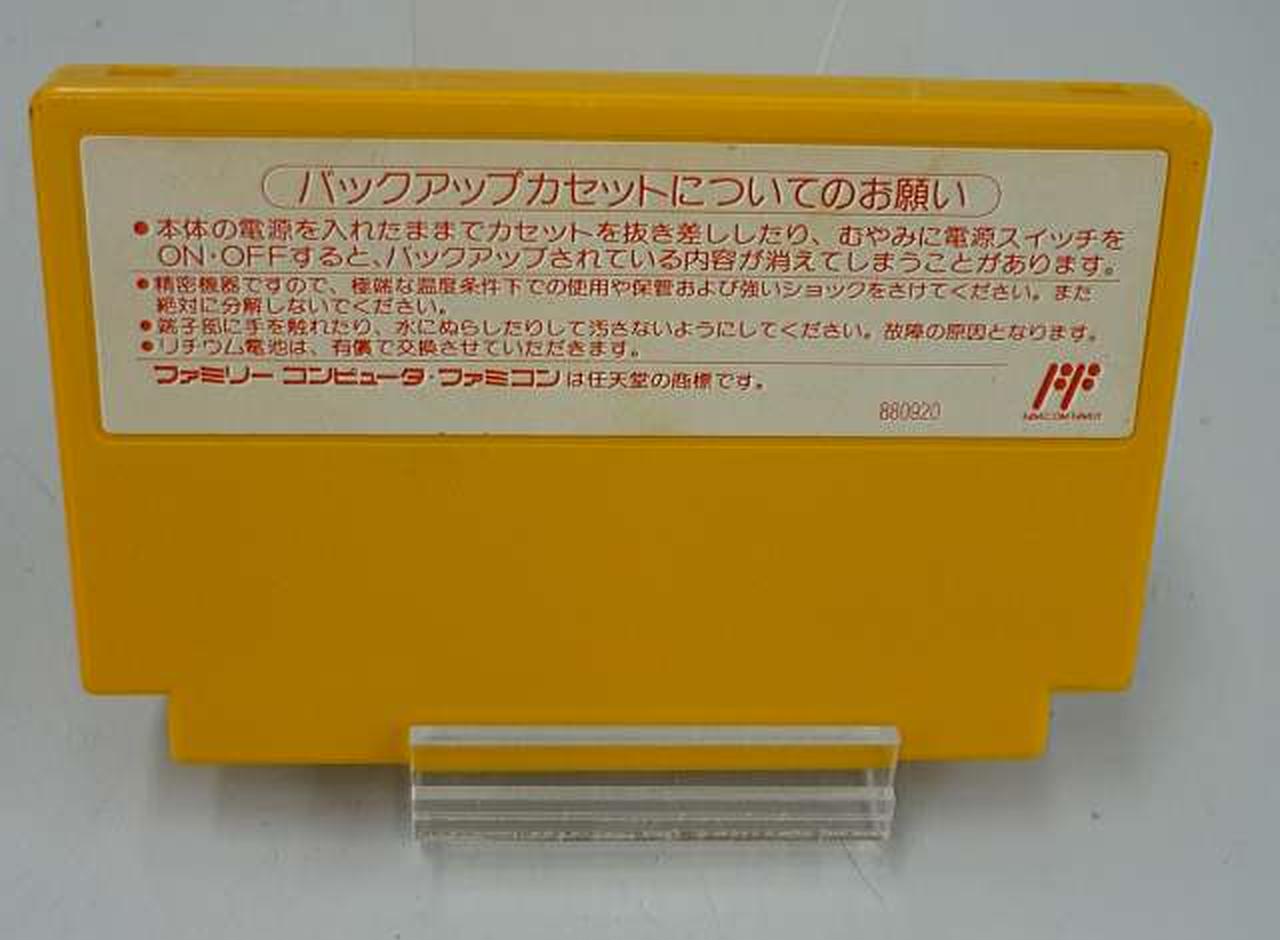 バックアップカセットについてのお願い
●本体の電源を入れたままでカセットを抜き差ししたり、むやみに電源スイッチを
ON・OFFすると、バックアップされている内容が消えてしまうことがあります。
●精密機器ですので、極端な温度条件下での使用や保管および強いショックをさけてください。また
絶対に分解しないでください。
●端子部に手を触れたり、水にぬらしたりして汚さないようにしてください。故障の原因となります。
●リチウム電池は、有償で交換させていただきます。
ファミリー コンピュータ・ファミコンは任天堂の商標です。
880920